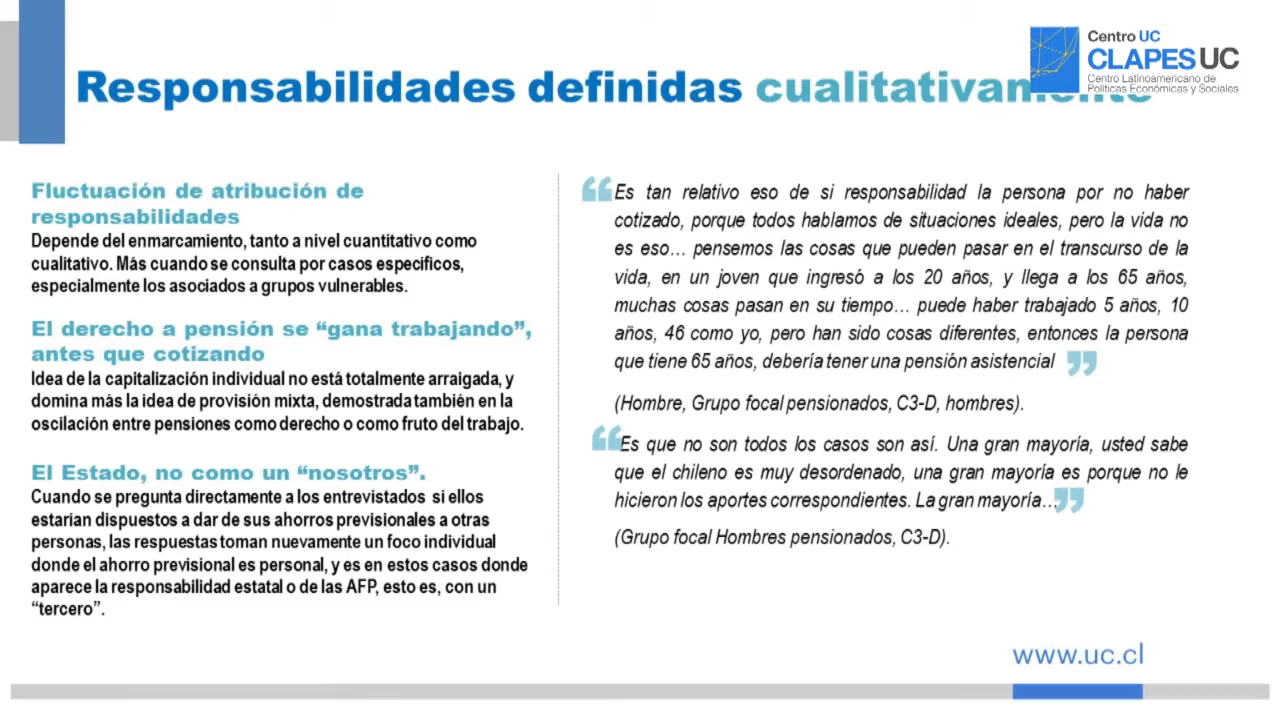 Centro UC
CLAPES UC
Centro Latinoamericano de
Políticas Económicas y Sociales
Responsabilidades definidas cualitativamente
Fluctuación de atribución de
responsabilidades
Depende del enmarcamiento, tanto a nivel cuantitativo como
cualitativo. Más cuando se consulta por casos especificos,
especialmente los asociados a grupos vulnerables.
El derecho a pensión se “gana trabajando”,
antes que cotizando
Idea de la capitalización individual no está totalmente arraigada, y
domina más la idea de provisión mixta, demostrada también en la
oscilación entre pensiones como derecho o como fruto del trabajo.
El Estado, no como un “nosotros”.
Cuando se pregunta directamente a los entrevistados si ellos
estarían dispuestos a dar de sus ahorros previsionales a otras
personas, las respuestas toman nuevamente un foco individual
donde el ahorro previsional es personal, y es en estos casos donde
aparece la responsabilidad estatal o de las AFP, esto es, con un
“tercero”.
“Es tan relativo eso de si responsabilidad la persona por no haber
cotizado, porque todos hablamos de situaciones ideales, pero la vida no
es eso… pensemos las cosas que pueden pasar en el transcurso de la
vida, en un joven que ingresó a los 20 años, y llega a los 65 años,
muchas cosas pasan en su tiempo… puede haber trabajado 5 años, 10
años, 46 como yo, pero han sido cosas diferentes, entonces la persona
que tiene 65 años, debería tener una pensión asistencial ”
(Hombre, Grupo focal pensionados, C3-D, hombres).
“Es que no son todos los casos son así. Una gran mayoría, usted sabe
que el chileno es muy desordenado, una gran mayoría es porque no le
hicieron los aportes correspondientes. La gran mayoría…”
(Grupo focal Hombres pensionados, C3-D).
www.uc.cl